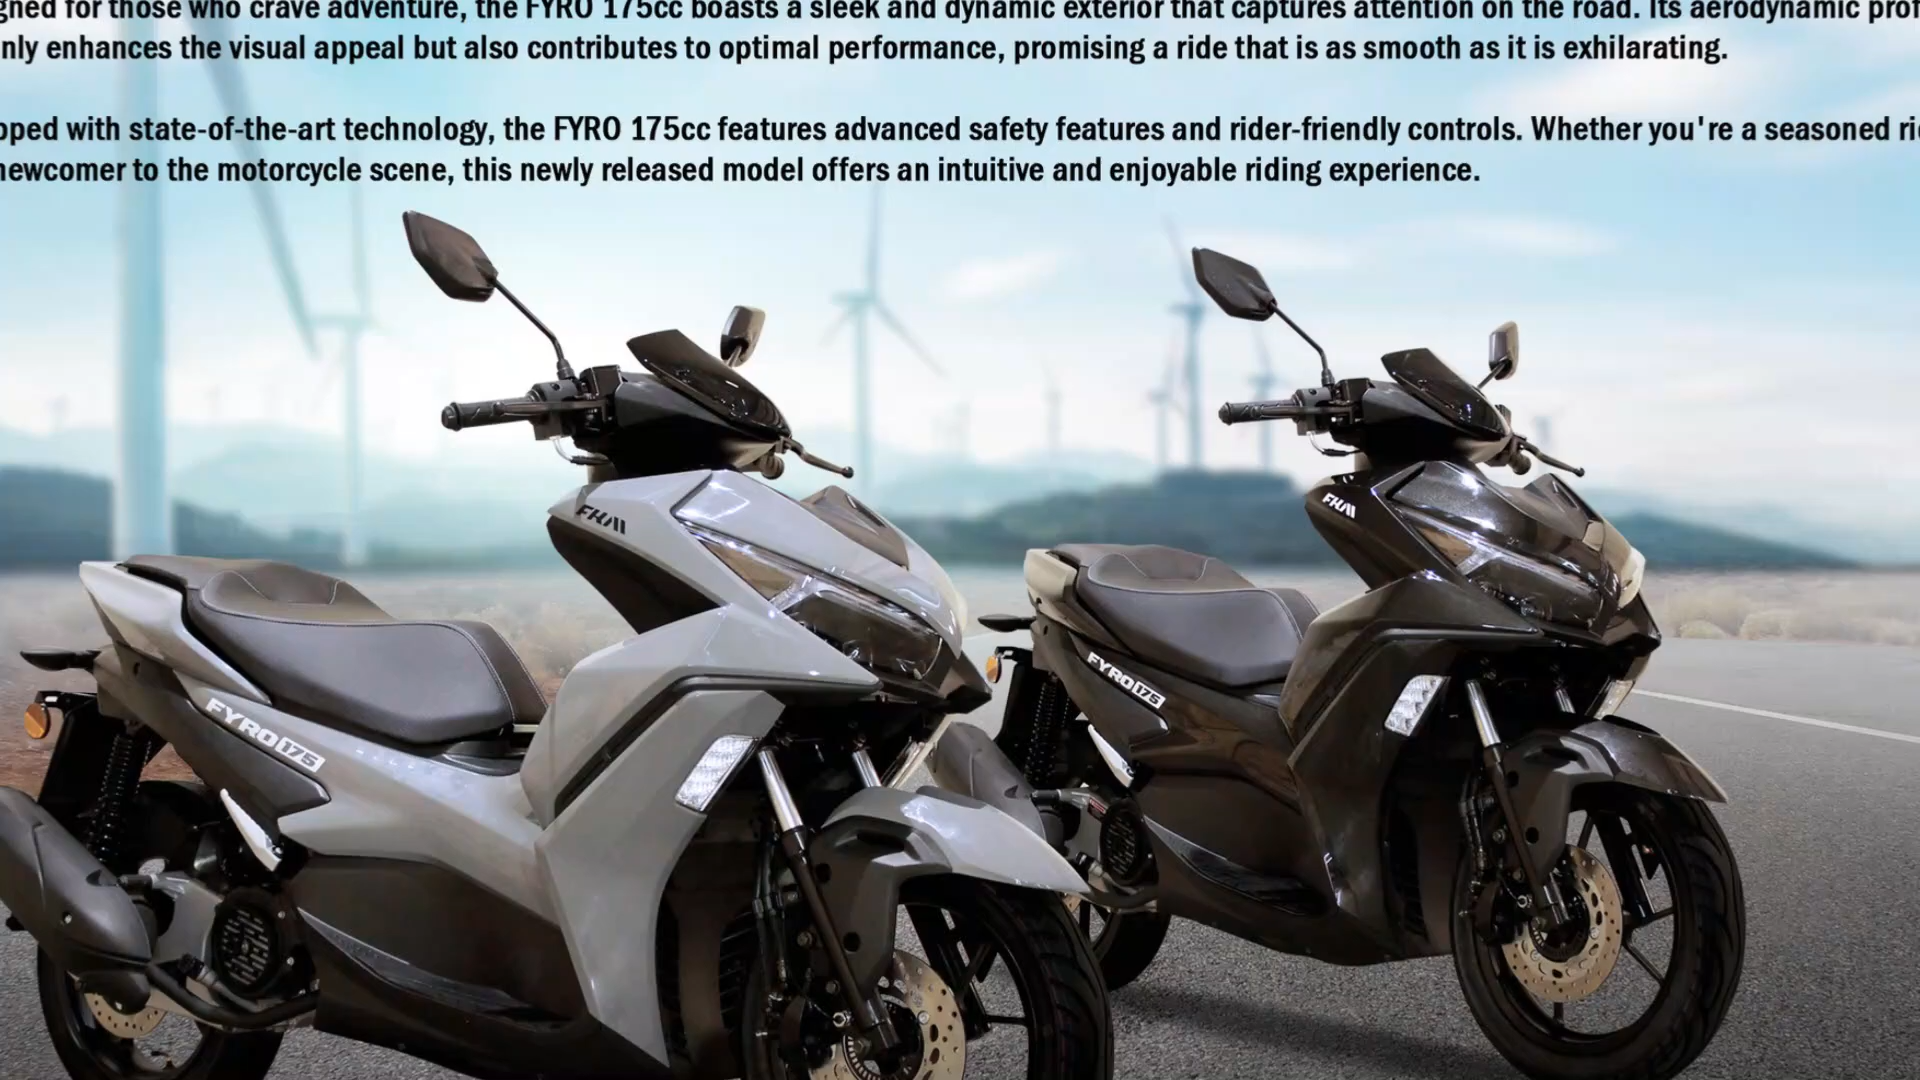 gned for those who crave adventure, the FYRO 175cc boasts a sleek and dynamic exterior that captures attention on the road. Its aerodynamic prof
nly enhances the visual appeal but also contributes to optimal performance, promising a ride that is as smooth as it is exhilarating.
pped with state-of-the-art technology, the FYRO 175cc features advanced safety features and rider-friendly controls. Whether you're a seasoned ri
newcomer to the motorcycle scene, this newly released model offers an intuitive and enjoyable riding experience.
FKM
FKM
FYRO 175
FYRO 175